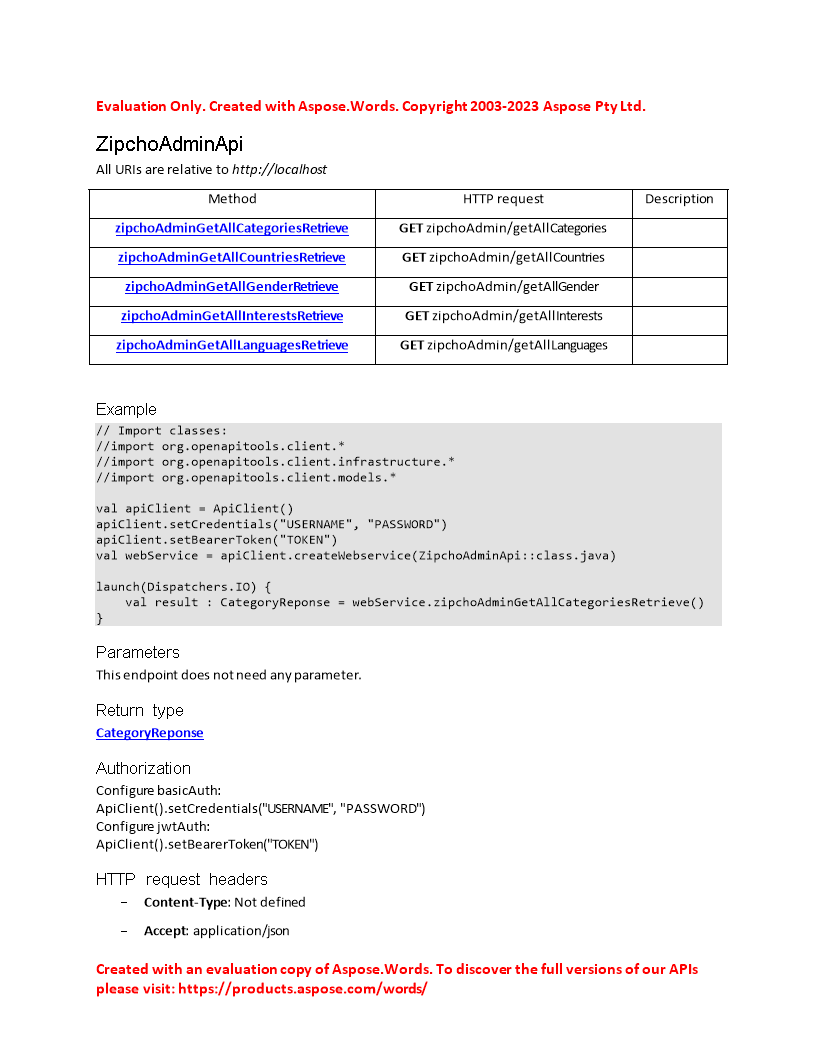 Evaluation Only. Created with Aspose.Words. Copyright 2003-2023 Aspose Pty Ltd.
ZipchoAdminApi
All URIs are relative to http://localhost
Method HTTP request Description
zipchoAdminGetAllCategoriesRetrieve GET zipchoAdmin/getAllCategories
zipchoAdminGetAllCountriesRetrieve GET zipchoAdmin/getAllCountries
zipchoAdminGetAllGenderRetrieve GET zipchoAdmin/getAllGender
zipchoAdminGetAllInterestsRetrieve GET zipchoAdmin/getAllInterests
zipchoAdminGetAllLanguagesRetrieve GET zipchoAdmin/getAllLanguages
Example
// Import classes:
//import org.openapitools.client.*
//import org.openapitools.client.infrastructure.*
//import org.openapitools.client.models.*
val apiClient = ApiClient()
apiClient.setCredentials("USERNAME", "PASSWORD")
apiClient.setBearerToken("TOKEN")
val webService = apiClient.createWebservice(ZipchoAdminApi::class.java)
launch(Dispatchers.IO) {
    val result : CategoryReponse = webService.zipchoAdminGetAllCategoriesRetrieve()
}
Parameters
This endpoint does not need any parameter.
Return type
CategoryReponse
Authorization
Configure basicAuth:
ApiClient().setCredentials("USERNAME", "PASSWORD")
Configure jwtAuth:
ApiClient().setBearerToken("TOKEN")
HTTP request headers
– Content-Type: Not defined
– Accept: application/json
Created with an evaluation copy of Aspose.Words. To discover the full versions of our APIs
please visit: https://products.aspose.com/words/